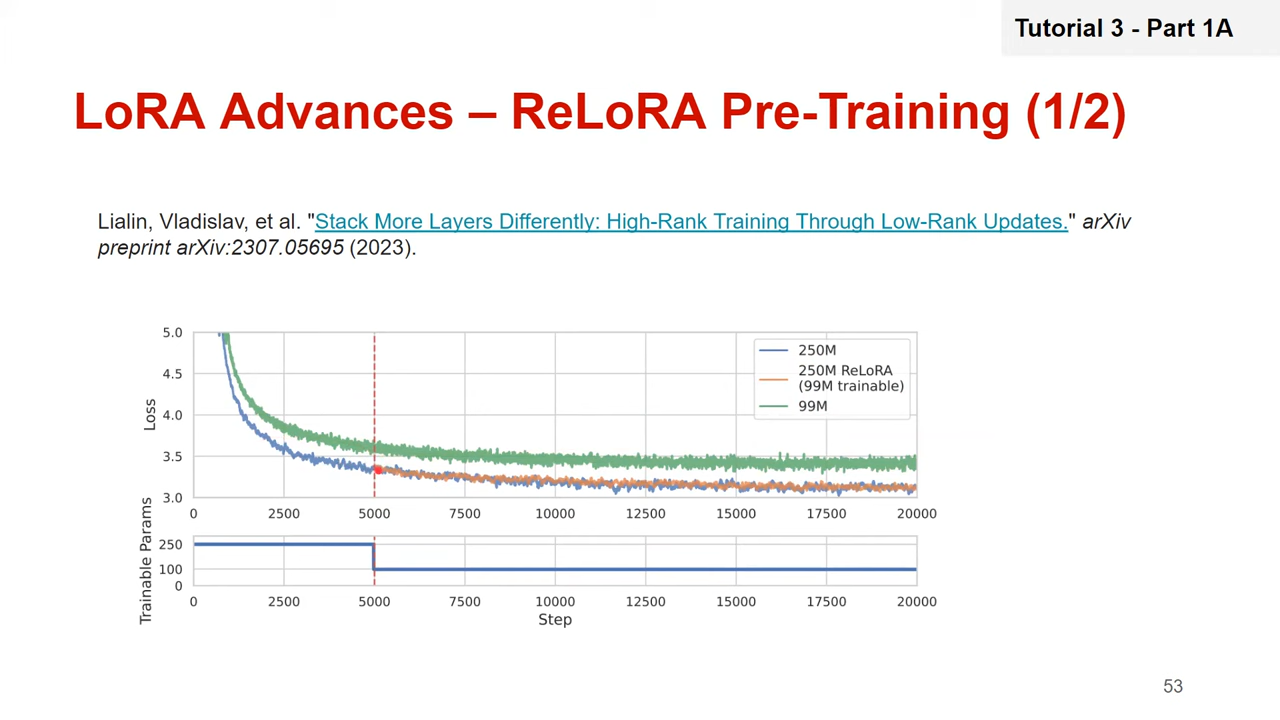 Tutorial 3 - Part 1A
LoRA Advances – ReLoRA Pre-Training (1/2)
Lialin, Vladislav, et al. "Stack More Layers Differently: High-Rank Training Through Low-Rank Updates." arXiv
preprint arXiv:2307.05695 (2023).
5.0
4.5
4.0
3.5
3.0
Loss
250M
250M ReLoRA
(99M trainable)
99M
0 2500 5000 7500 10000 12500 15000 17500 20000
Trainable Params
250
100
0
0 2500 5000 7500 10000 12500 15000 17500 20000
Step
53